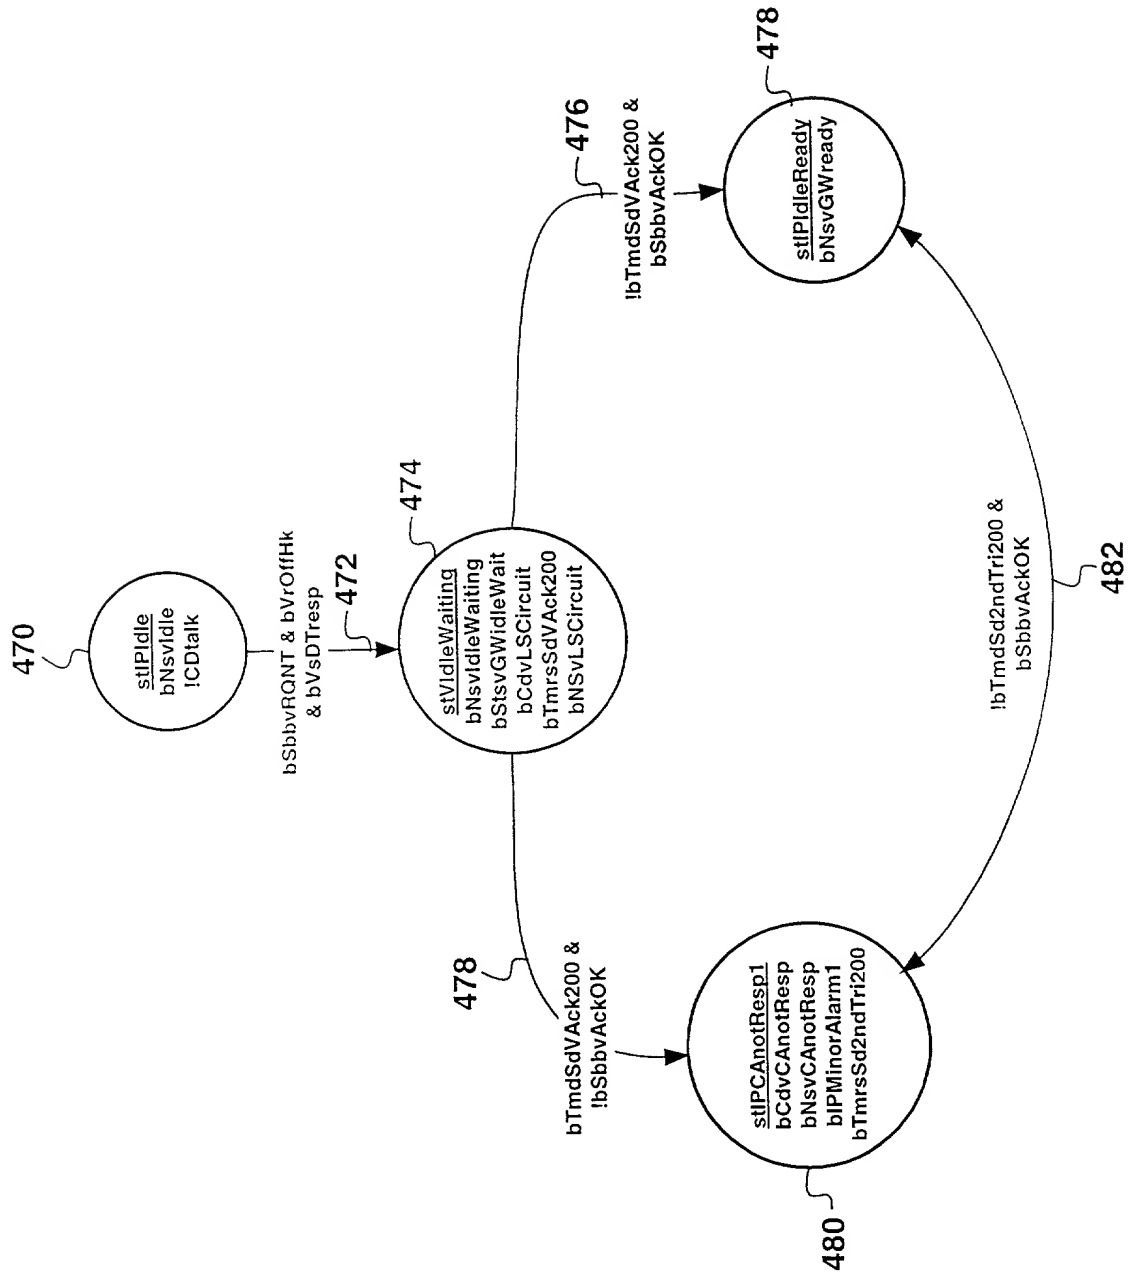 470
stIPIdle
bNsvIdle
!CDtalk
bSbbvRQNT & bVrOffHk
& bVsDTresp
472
474
stVIdleWaiting
bNsvIdleWaiting
bStsvGWidleWait
bCdvLSCircuit
bTmrsSdVAck200
bNSvLSCircuit
476
!bTmdSdVAck200 &
bSbbvAckOK
478
stIPIdleReady
bNsvGWready
478
bTmdSdVAck200 &
!bSbbvAckOK
480
stIPCAnotResp1
bCdvCAnotResp
bNsvCAnotResp
bIPMinorAlarm1
bTmrsSd2ndTri200
!bTmdSd2ndTri200 &
bSbbvAckOK
482